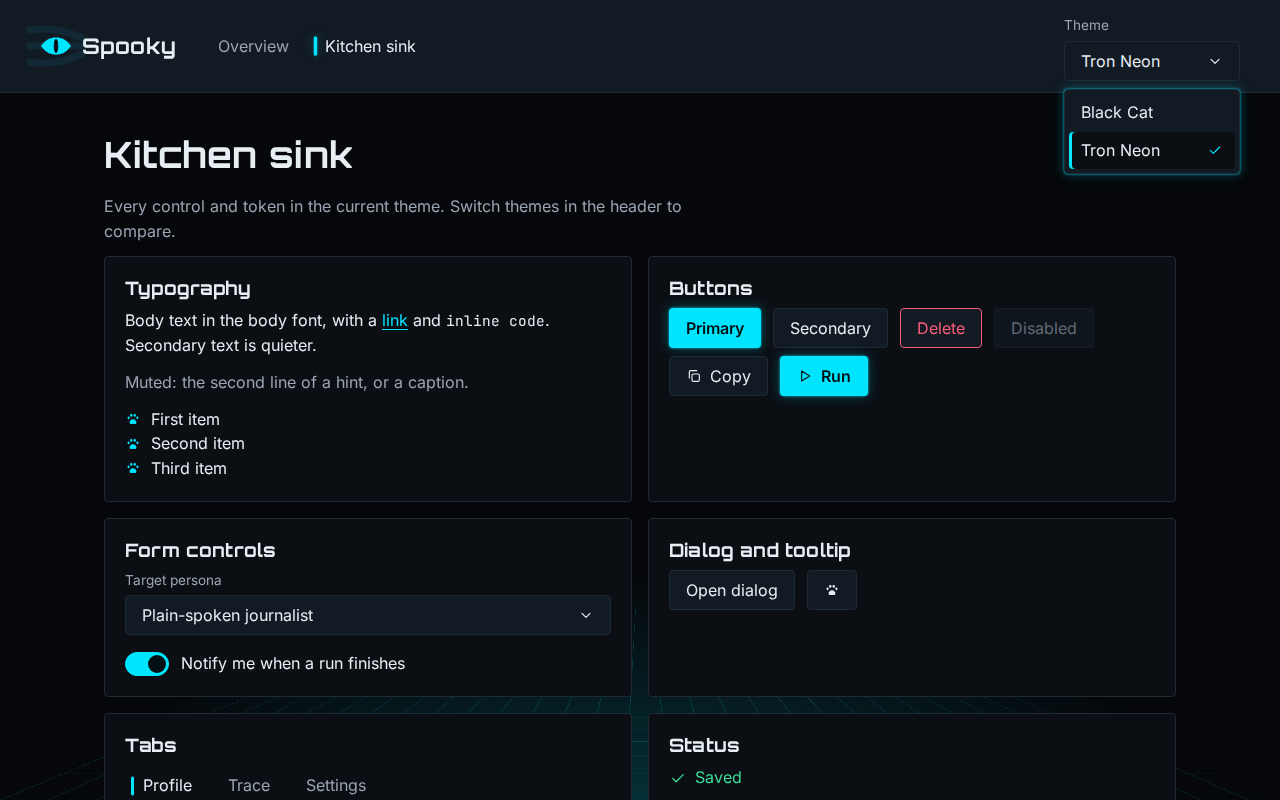 Spooky
Overview
Kitchen sink
Theme
Tron Neon
Black Cat
Tron Neon
Kitchen sink
Every control and token in the current theme. Switch themes in the header to
compare.
Typography
Body text in the body font, with a link and inline code.
Secondary text is quieter.
Muted: the second line of a hint, or a caption.
First item
Second item
Third item
Buttons
Primary
Secondary
Delete
Disabled
Copy
Run
Form controls
Target persona
Plain-spoken journalist
Notify me when a run finishes
Dialog and tooltip
Open dialog
Tabs
Profile
Trace
Settings
Status
Saved